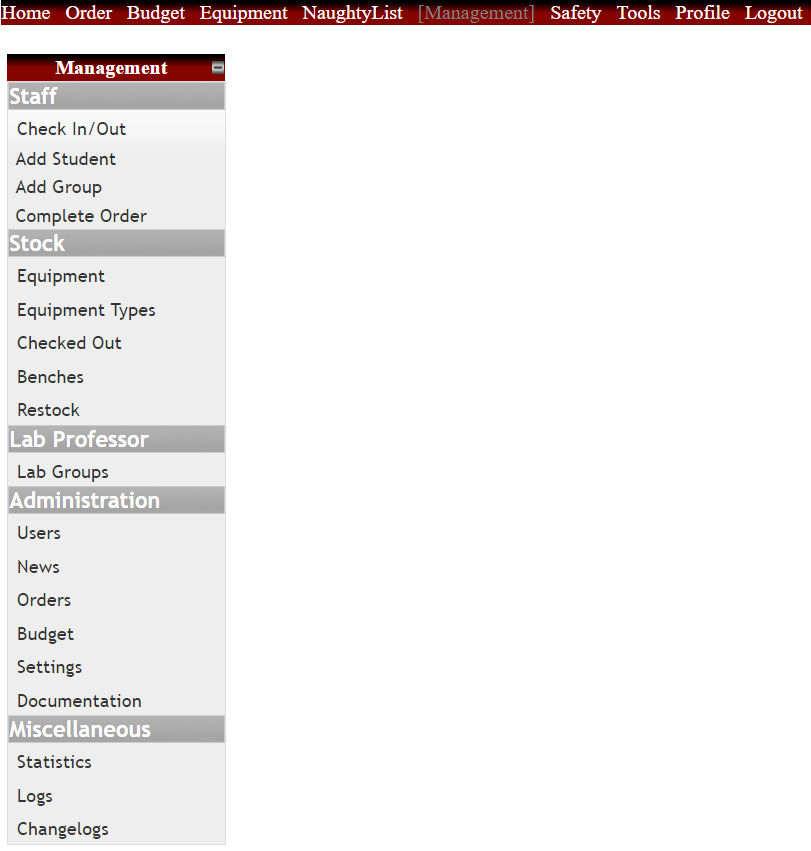 Home Order Budget Equipment NaughtyList [Management] Safety Tools Profile Logout
Management
Staff
Check In/Out
Add Student
Add Group
Complete Order
Stock
Equipment
Equipment Types
Checked Out
Benches
Restock
Lab Professor
Lab Groups
Administration
Users
News
Orders
Budget
Settings
Documentation
Miscellaneous
Statistics
Logs
Changelogs